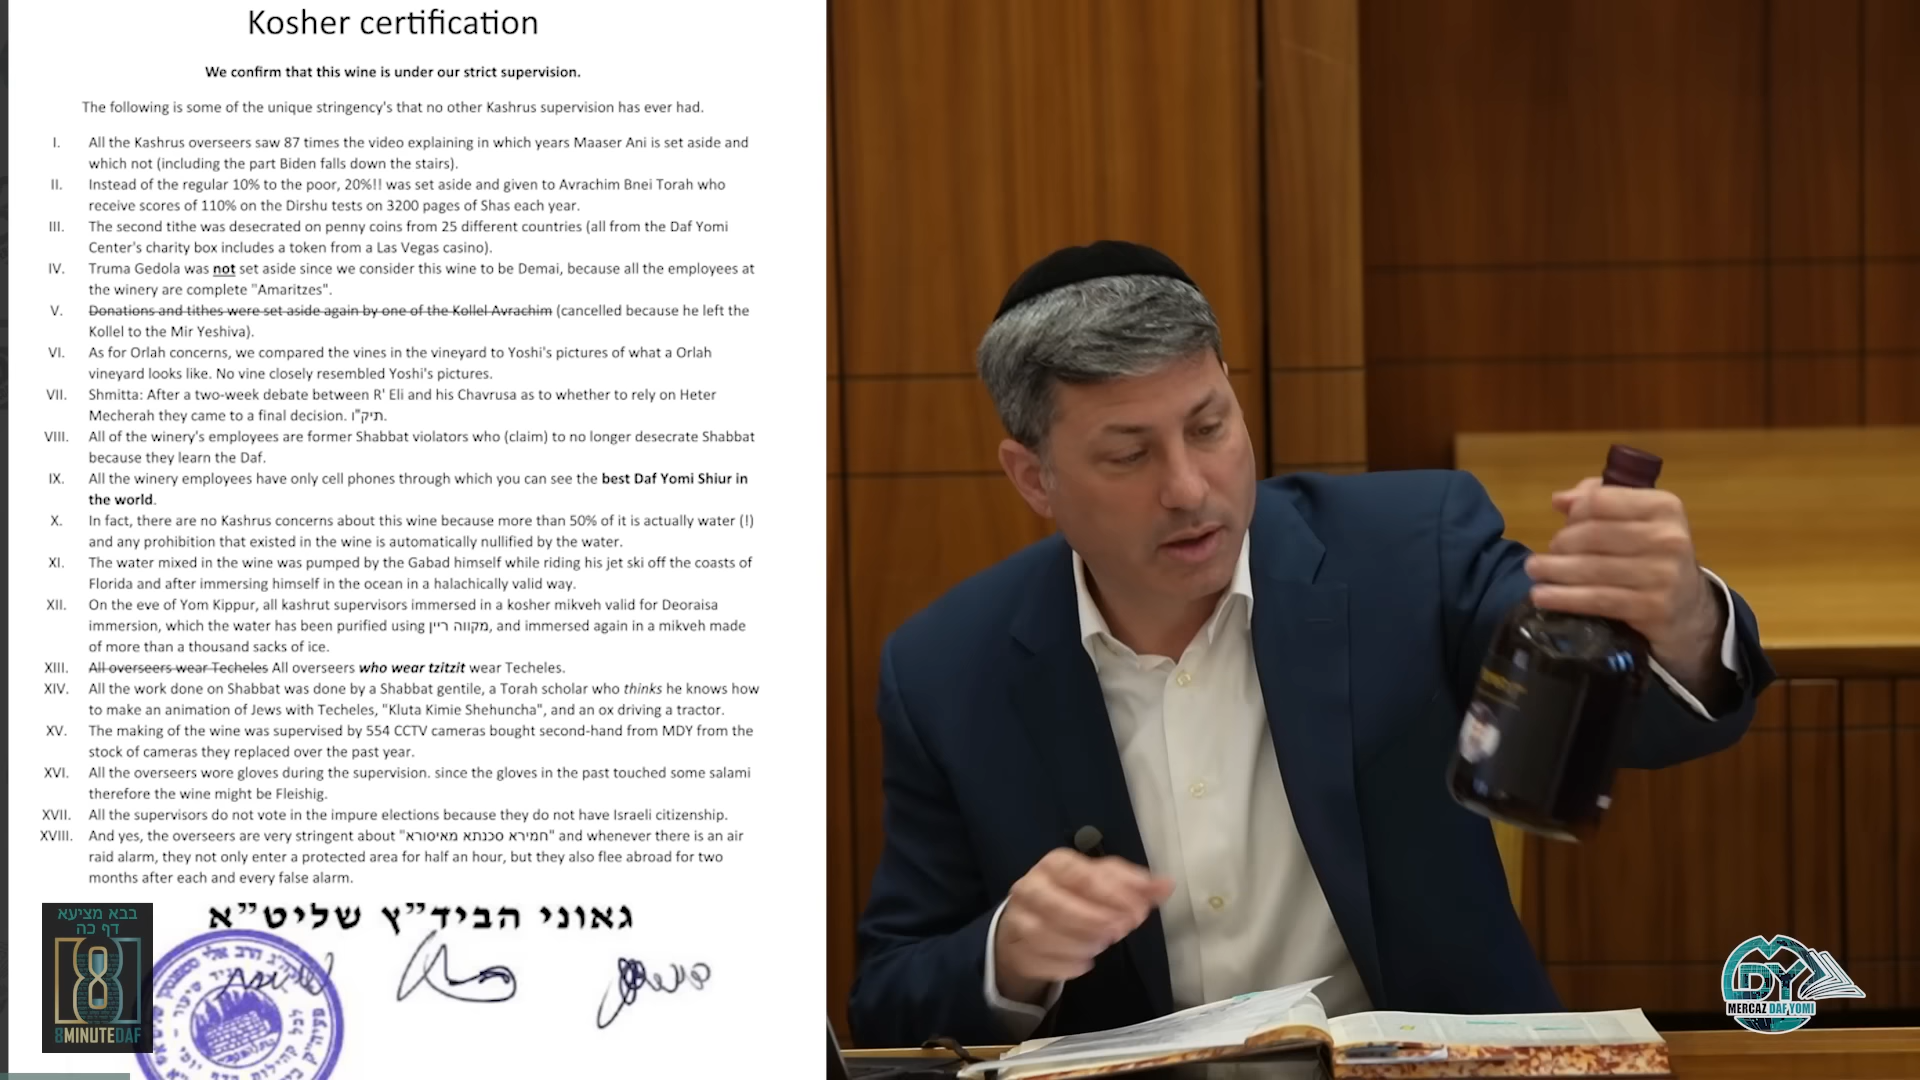 Kosher certification
We confirm that this wine is under our strict supervision.
The following is some of the unique stringency's that no other Kashrus supervision has ever had.
I. All the Kashrus overseers saw 87 times the video explaining in which years Maaser Ani is set aside and
which not (including the part Biden falls down the stairs).
II. Instead of the regular 10% to the poor, 20%!! was set aside and given to Avrachim Bnei Torah who
receive scores of 110% on the Dirshu tests on 3200 pages of Shas each year.
III. The second tithe was desecrated on penny coins from 25 different countries (all from the Daf Yomi
Center's charity box includes a token from a Las Vegas casino).
IV. Truma Gedola was not set aside since we consider this wine to be Demai, because all the employees at
the winery are complete "Amaritzes".
V. Donations and tithes were set aside again by one of the Kollel Avrachim (cancelled because he left the
Kollel to the Mir Yeshiva).
VI. As for Orlah concerns, we compared the vines in the vineyard to Yoshi's pictures of what a Orlah
vineyard looks like. No vine closely resembled Yoshi's pictures.
VII. Shmitta: After a two-week debate between R' Eli and his Chavrusa as to whether to rely on Heter
Mecherah they came to a final decision. תיק"ו.
VIII. All of the winery's employees are former Shabbat violators who (claim) to no longer desecrate Shabbat
because they learn the Daf.
IX. All the winery employees have only cell phones through which you can see the best Daf Yomi Shiur in
the world.
X. In fact, there are no Kashrus concerns about this wine because more than 50% of it is actually water (!)
and any prohibition that existed in the wine is automatically nullified by the water.
XI. The water mixed in the wine was pumped by the Gabad himself while riding his jet ski off the coasts of
Florida and after immersing himself in the ocean in a halachically valid way.
XII. On the eve of Yom Kippur, all kashrut supervisors immersed in a kosher mikveh valid for Deoraisa
immersion, which the water has been purified using מקווה ריין, and immersed again in a mikveh made
of more than a thousand sacks of ice.
XIII. All overseers wear Techeles All overseers who wear tzitzit wear Techeles.
XIV. All the work done on Shabbat was done by a Shabbat gentile, a Torah scholar who thinks he knows how
to make an animation of Jews with Techeles, "Kluta Kimie Shehuncha", and an ox driving a tractor.
XV. The making of the wine was supervised by 554 CCTV cameras bought second-hand from MDY from the
stock of cameras they replaced over the past year.
XVI. All the overseers wore gloves during the supervision. since the gloves in the past touched some salami
therefore the wine might be Fleishig.
XVII. All the supervisors do not vote in the impure elections because they do not have Israeli citizenship.
XVIII. And yes, the overseers are very stringent about "חמירא סכנתא מאיסורא" and whenever there is an air
raid alarm, they not only enter a protected area for half an hour, but they also flee abroad for two
months after each and every false alarm.
גאוני הביד"ץ שליט"א
בבא מציעא
דף כה
8
8MINUTEDAF
MDY
MERCAZ DAF YOMI